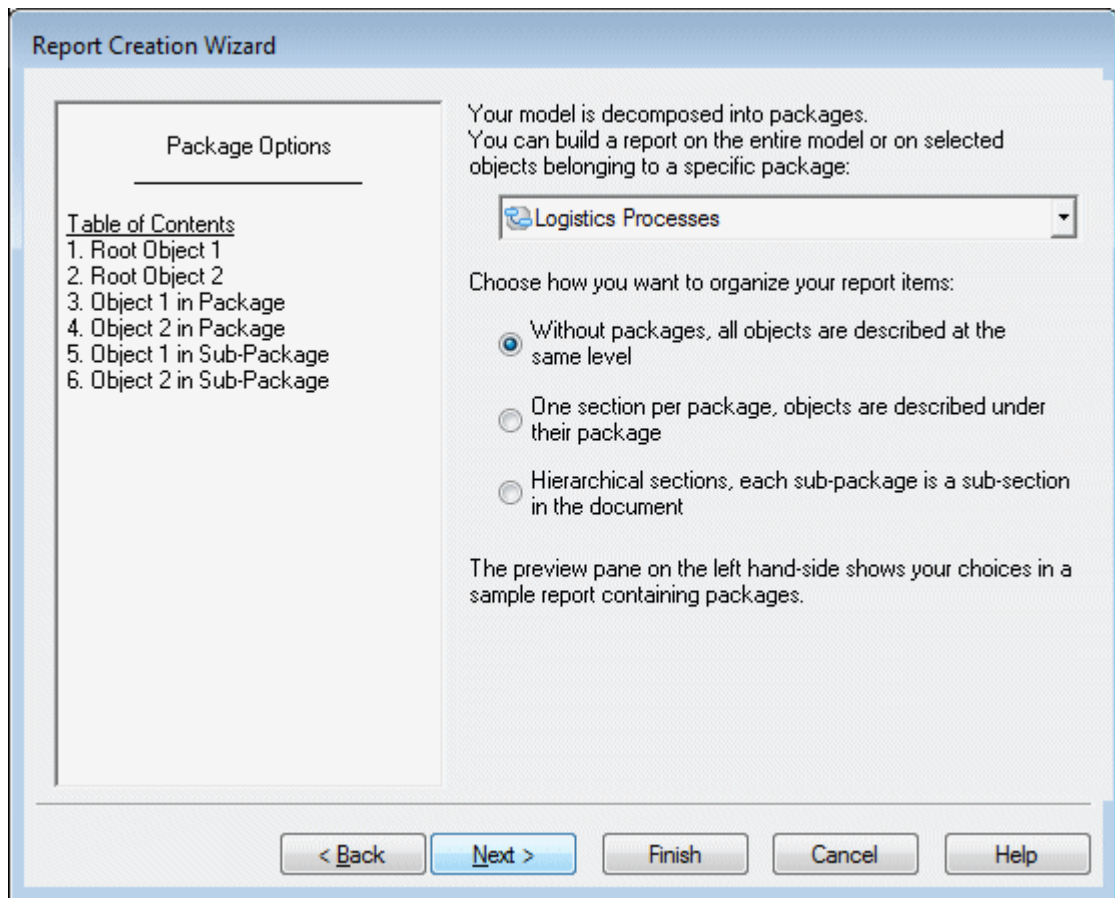 Report Creation Wizard
Package Options
Table of Contents
1. Root Object 1
2. Root Object 2
3. Object 1 in Package
4. Object 2 in Package
5. Object 1 in Sub-Package
6. Object 2 in Sub-Package
Your model is decomposed into packages.
You can build a report on the entire model or on selected
objects belonging to a specific package:
Logistics Processes
Choose how you want to organize your report items:
Without packages, all objects are described at the
same level
One section per package, objects are described under
their package
Hierarchical sections, each sub-package is a sub-section
in the document
The preview pane on the left hand-side shows your choices in a
sample report containing packages.
< Back
Next >
Finish
Cancel
Help